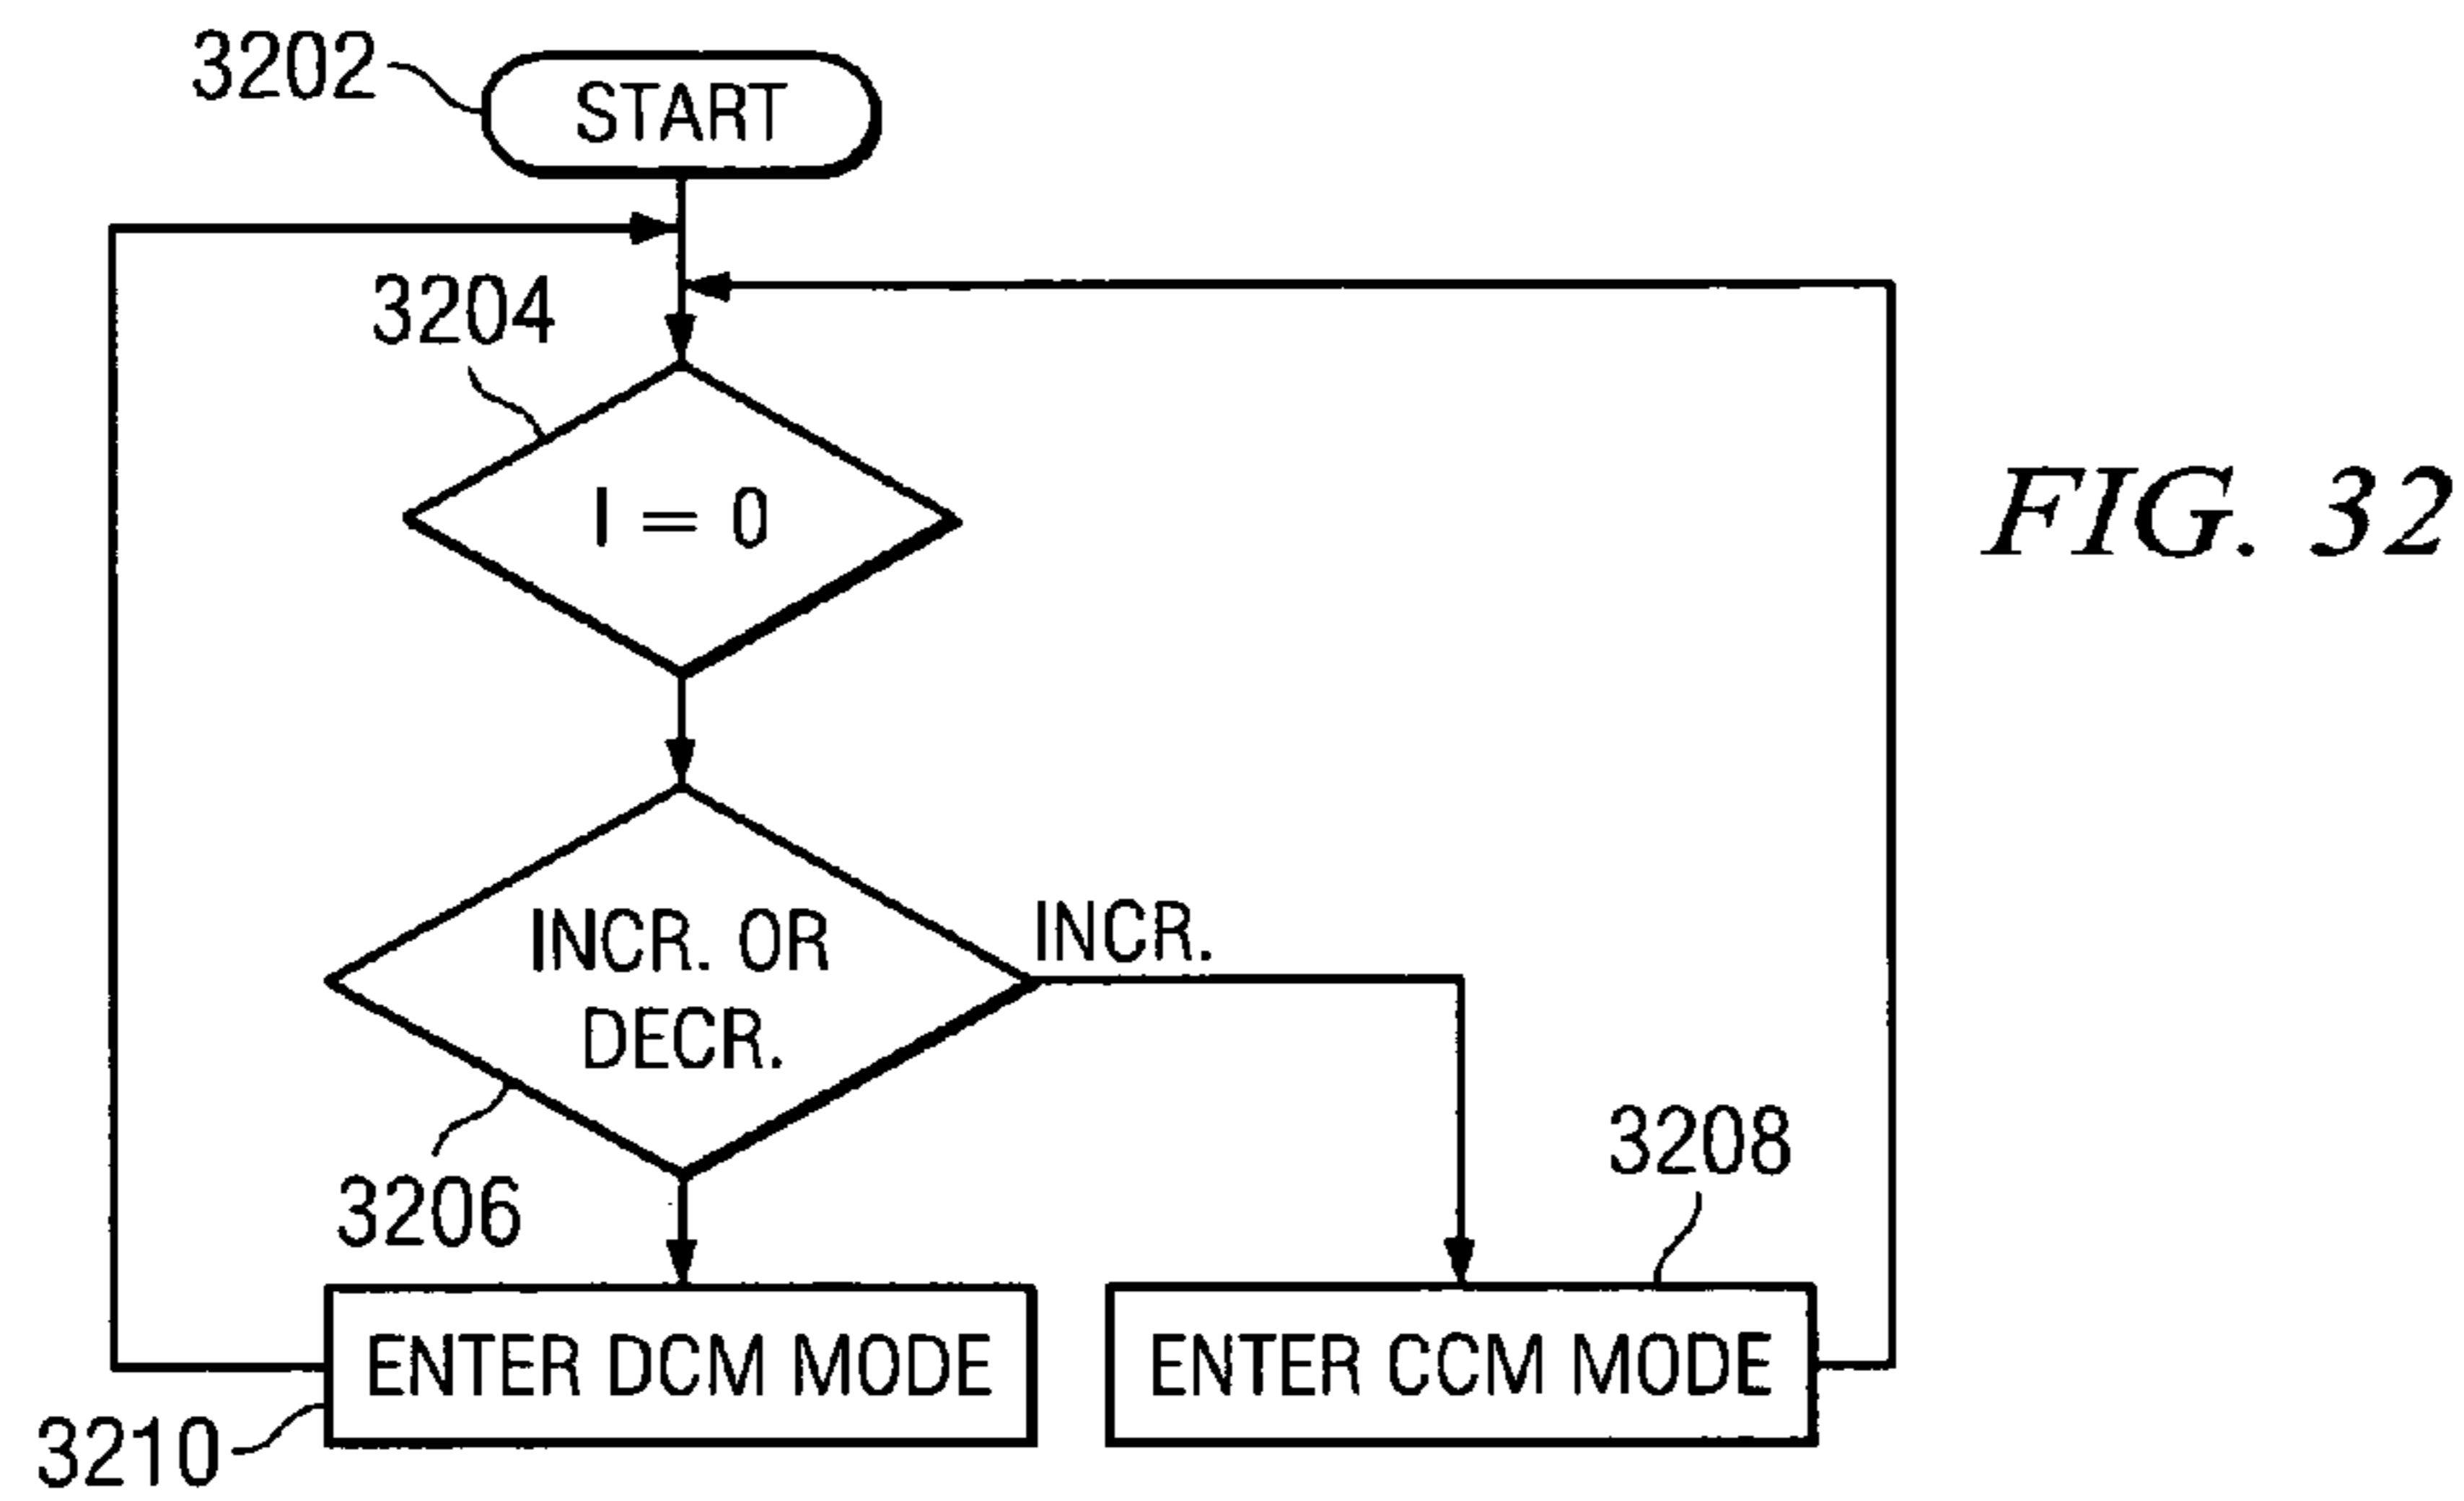 3202
START
3204
I = 0
FIG. 32
INCR. OR
DECR.
INCR.
3206
3208
ENTER DCM MODE
ENTER CCM MODE
3210